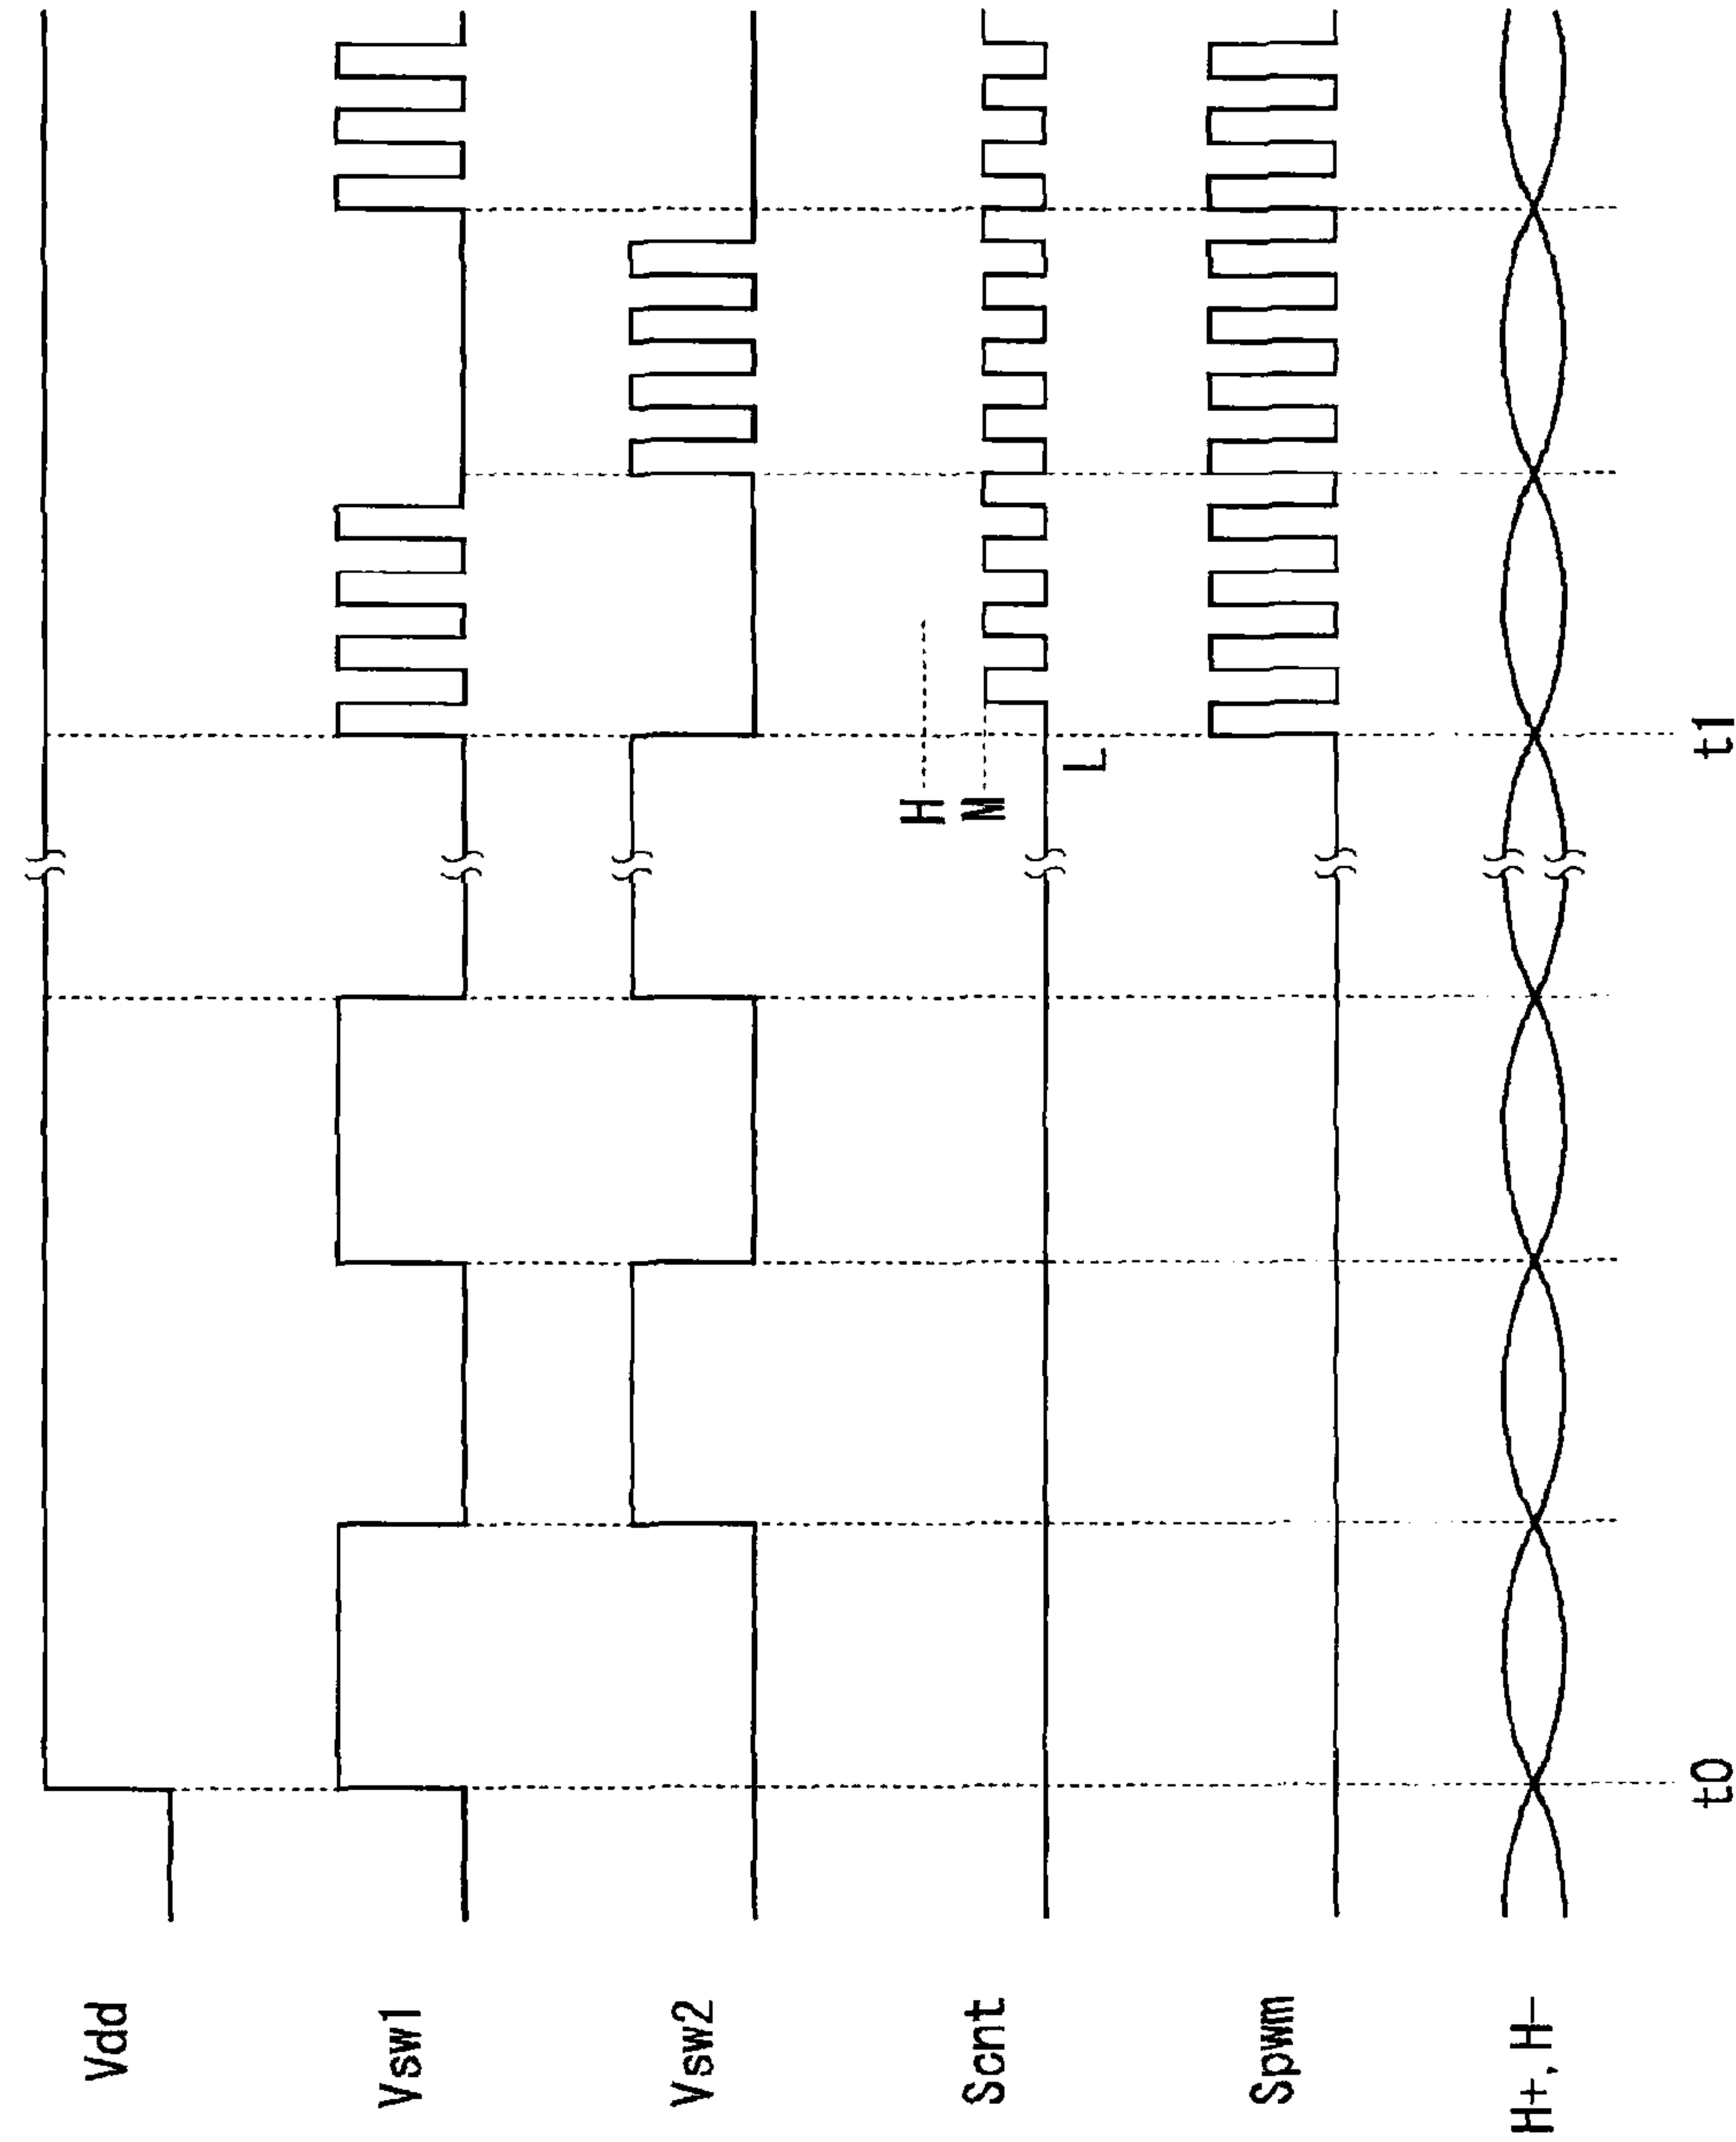 Vdd
Vsw1
Vsw2
H
M
L
Scnt
Spwm
H+, H-
t0
t1